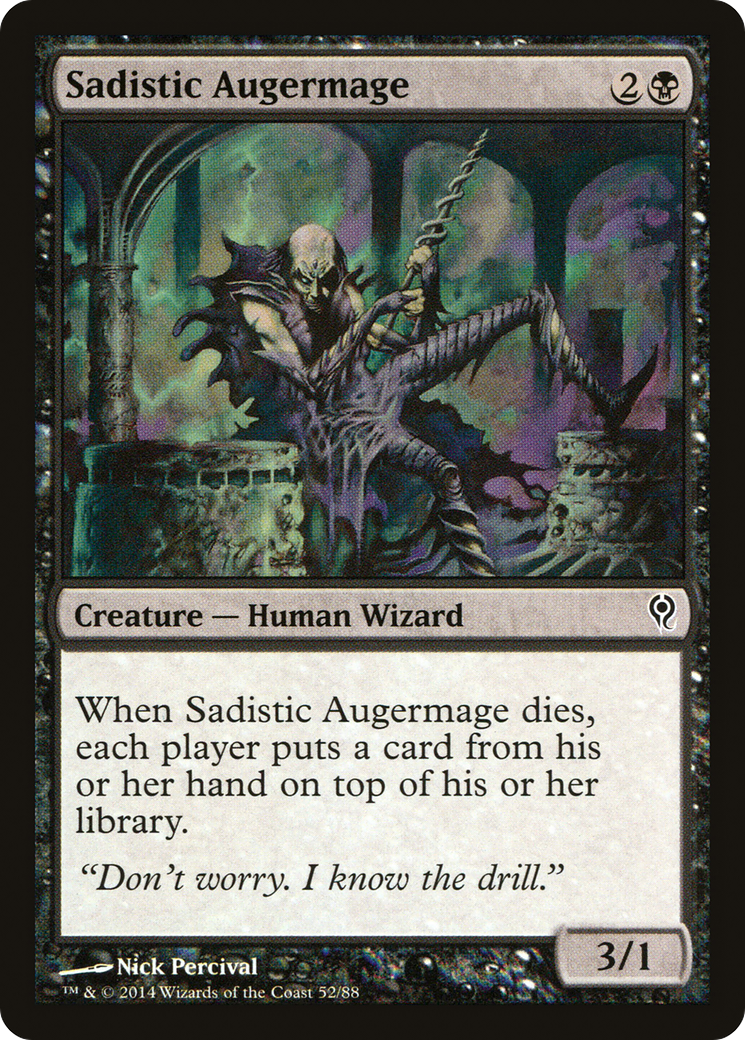 Sadistic Augermage 2
Creature — Human Wizard
When Sadistic Augermage dies,
each player puts a card from his
or her hand on top of his or her
library.
“Don’t worry. I know the drill.”
3/1
Nick Percival
™ & © 2014 Wizards of the Coast 52/88